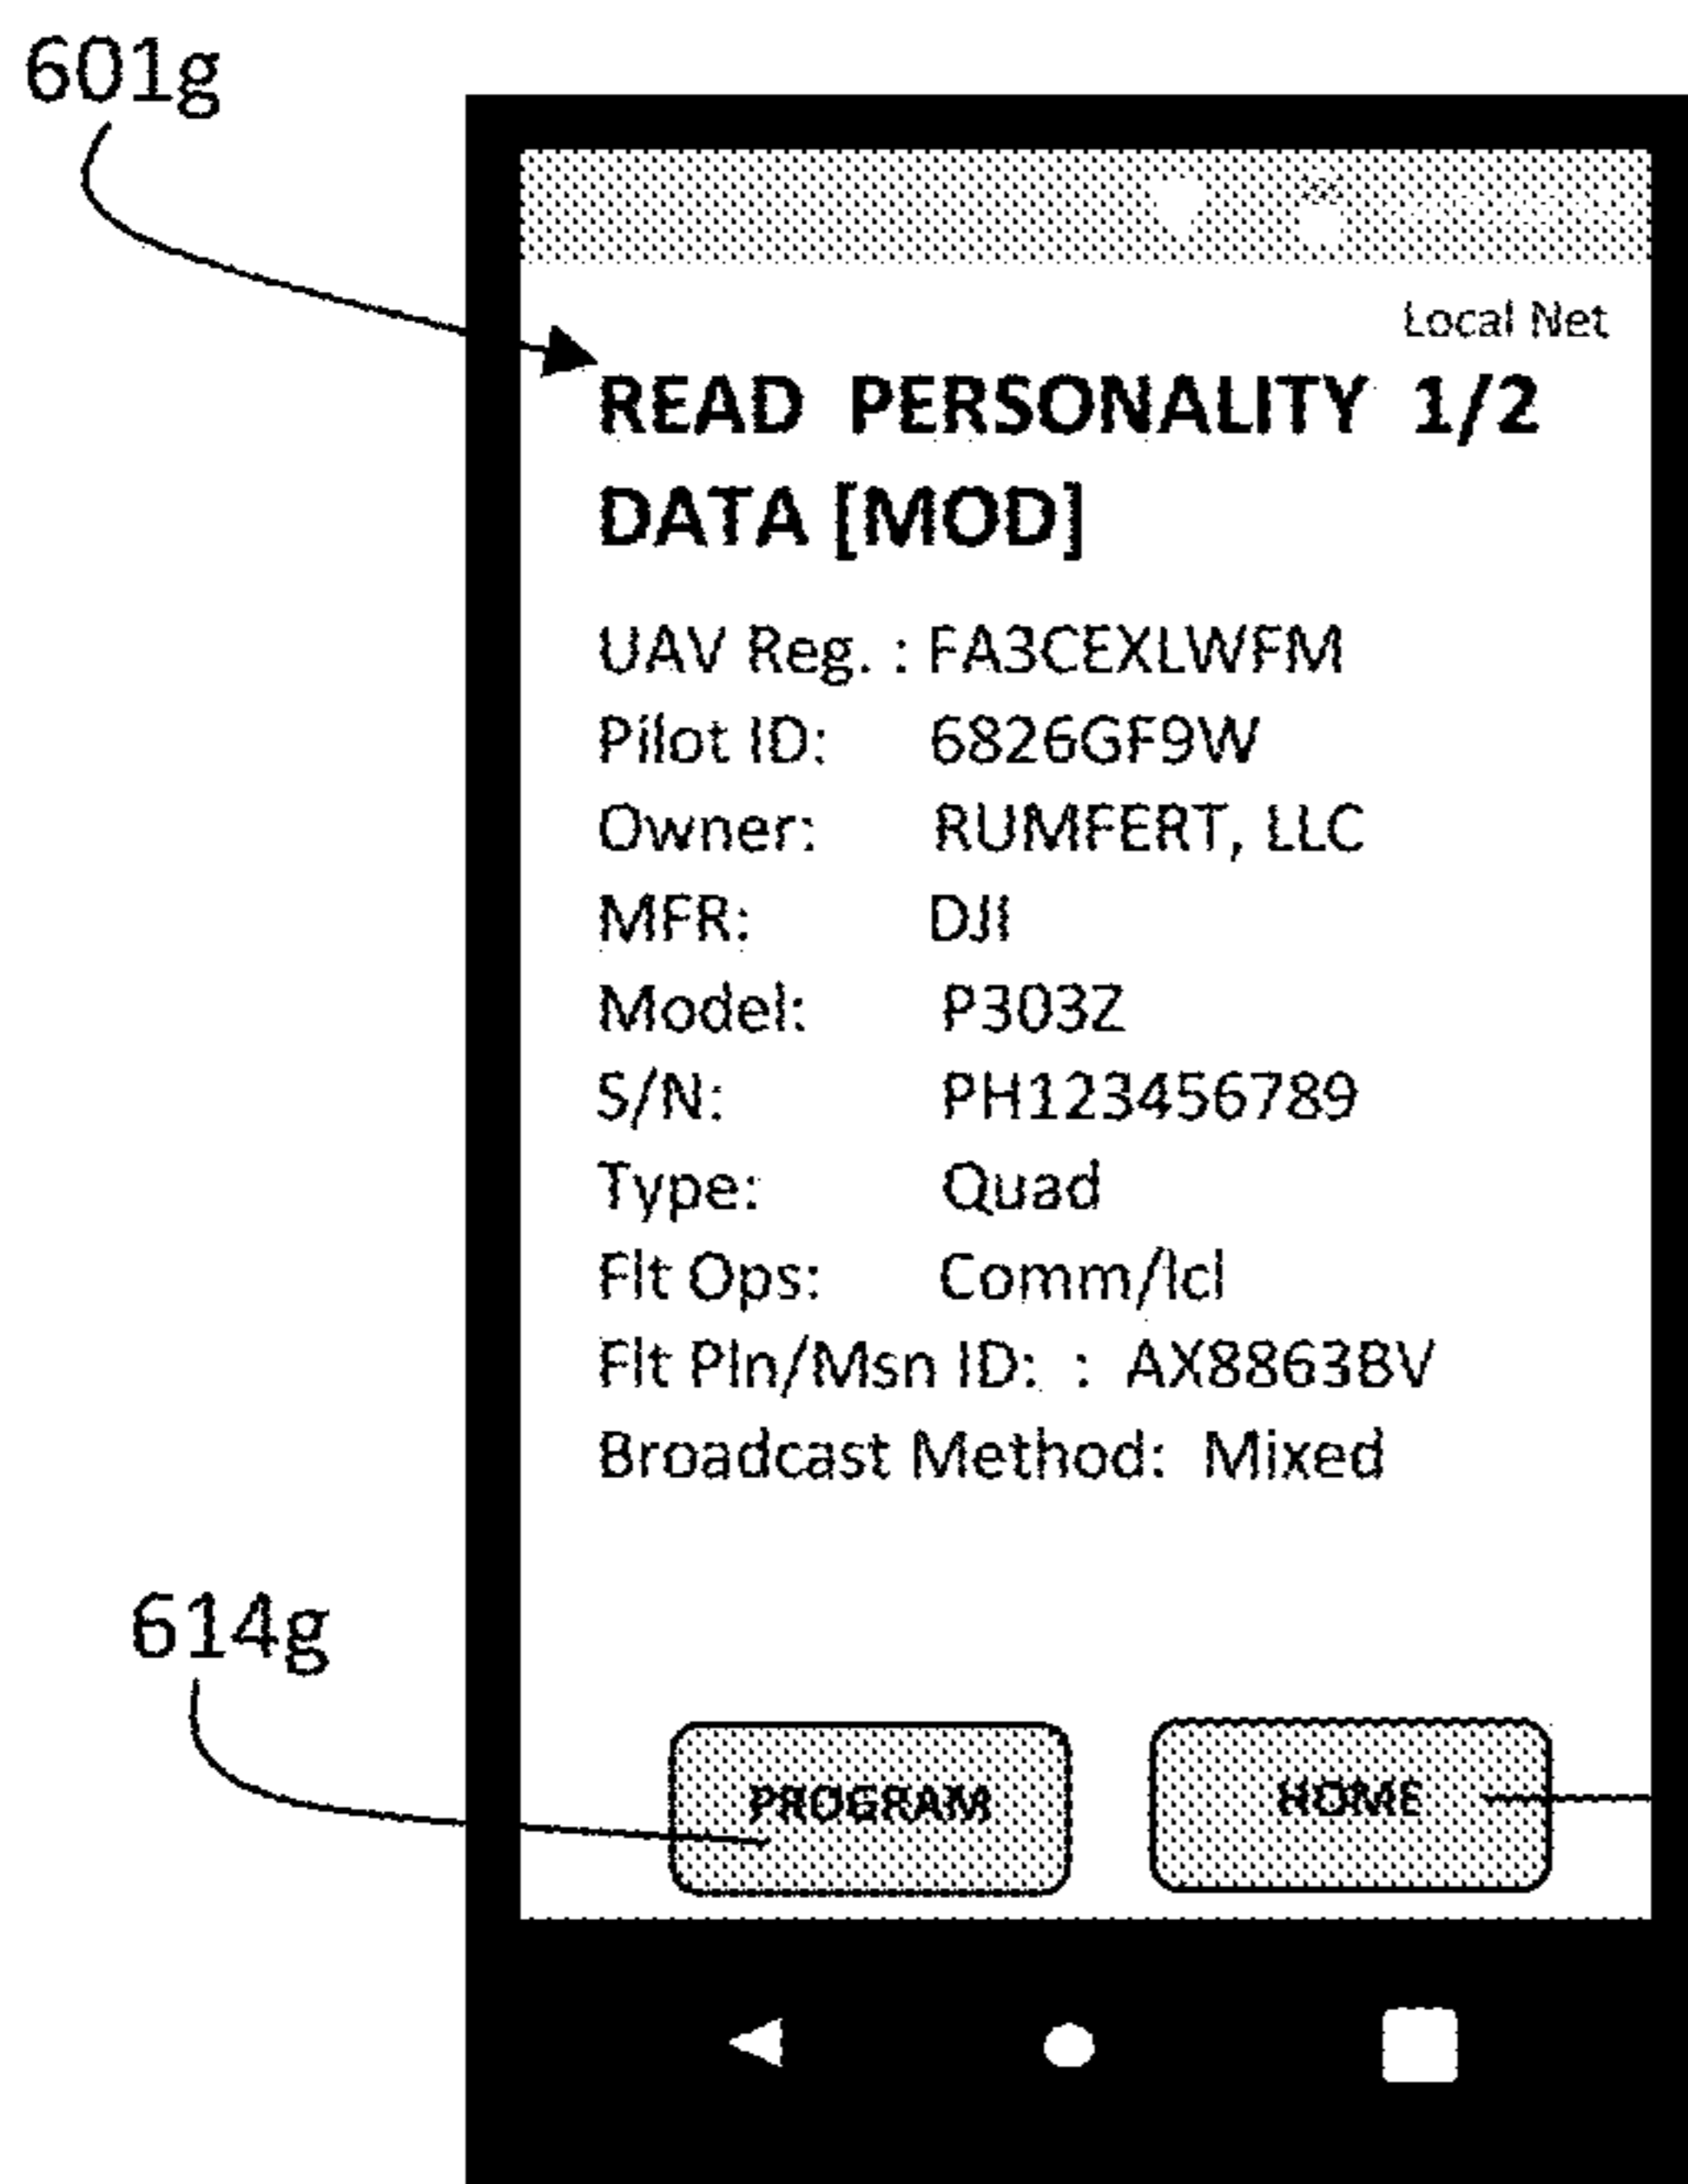 601g
Local Net
READ PERSONALITY 1/2
DATA [MOD]
UAV Reg. : FA3CEXLWFM
Pilot ID: 6826GF9W
Owner: RUMFERT, LLC
MFR: DJI
Model: P303Z
S/N: PH123456789
Type: Quad
Flt Ops: Comm/lcl
Flt Pln/Msn ID: : AX8863BV
Broadcast Method: Mixed
614g
PROGRAM HOME